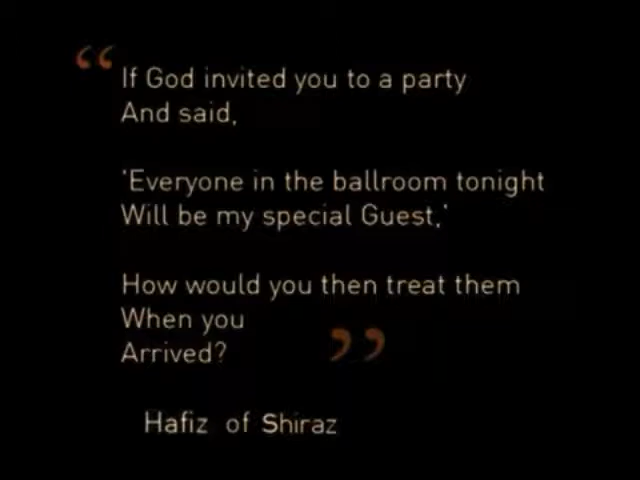 “ If God invited you to a party
And said,
'Everyone in the ballroom tonight
Will be my special Guest,'
How would you then treat them
When you
Arrived? ”
Hafiz of Shiraz